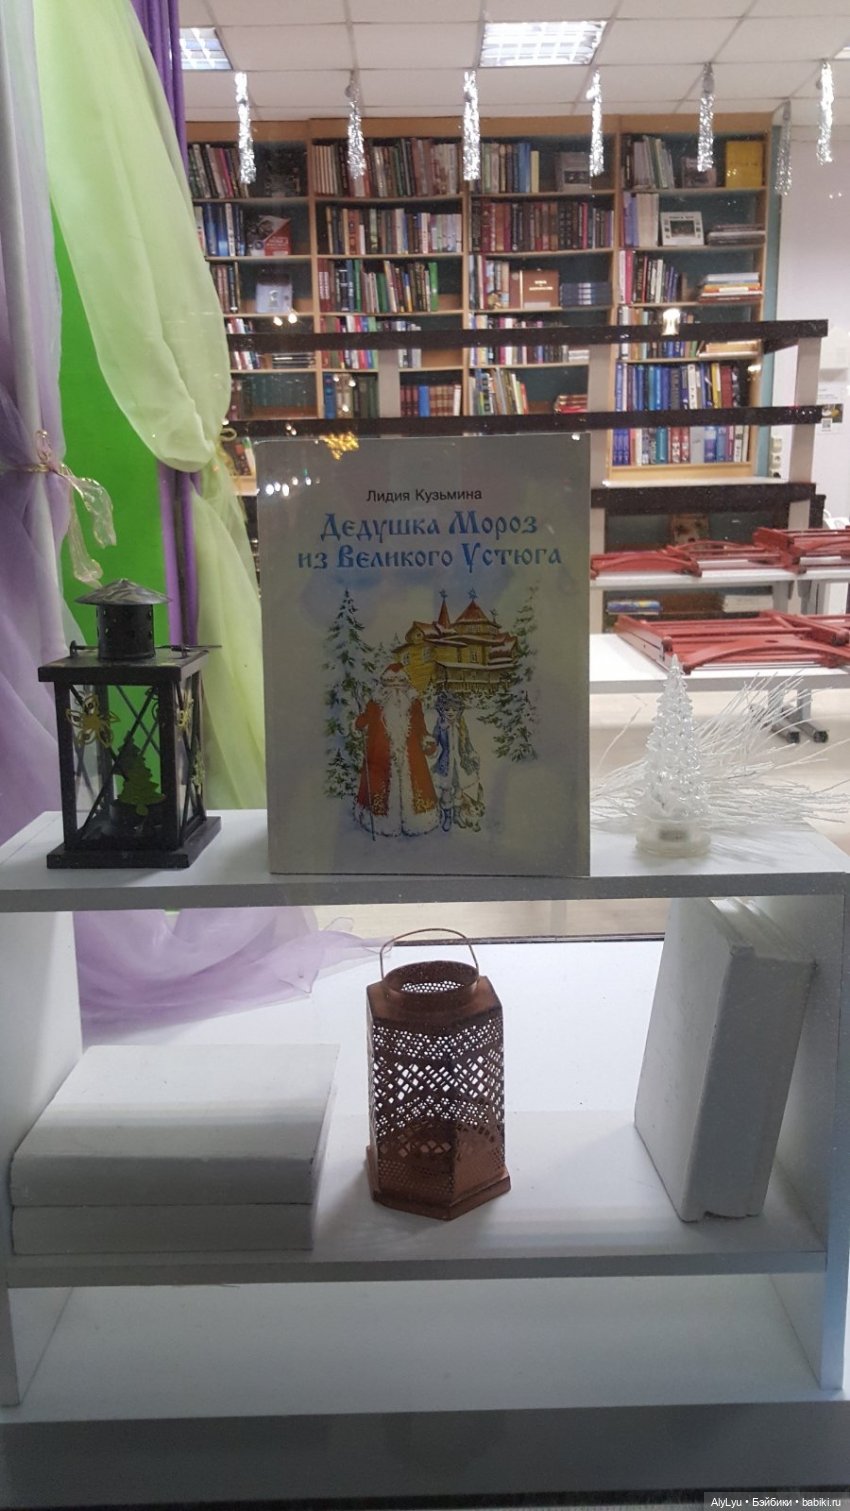 Лидия Кузьмина
Дедушка Мороз
из Великого Устюга
AlyLyu • Бэйбики • babiki.ru